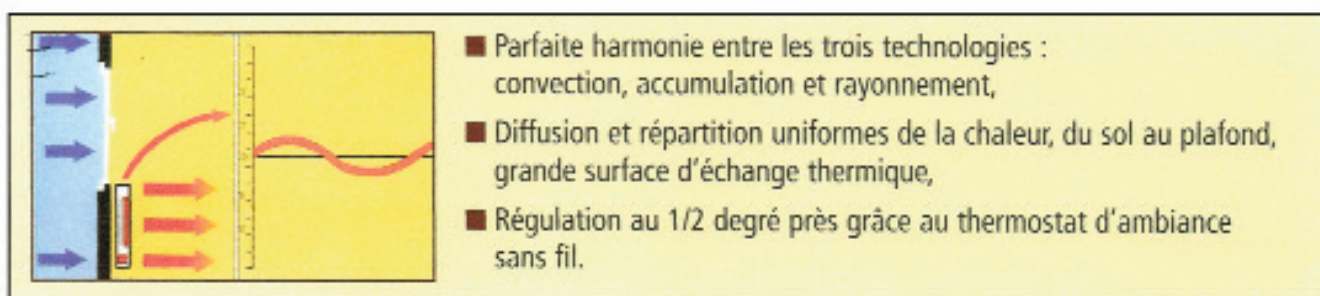 ■ Parfaite harmonie entre les trois technologies :
convection, accumulation et rayonnement,
■ Diffusion et répartition uniformes de la chaleur, du sol au plafond,
grande surface d'échange thermique,
■ Régulation au 1/2 degré près grâce au thermostat d'ambiance
sans fil.